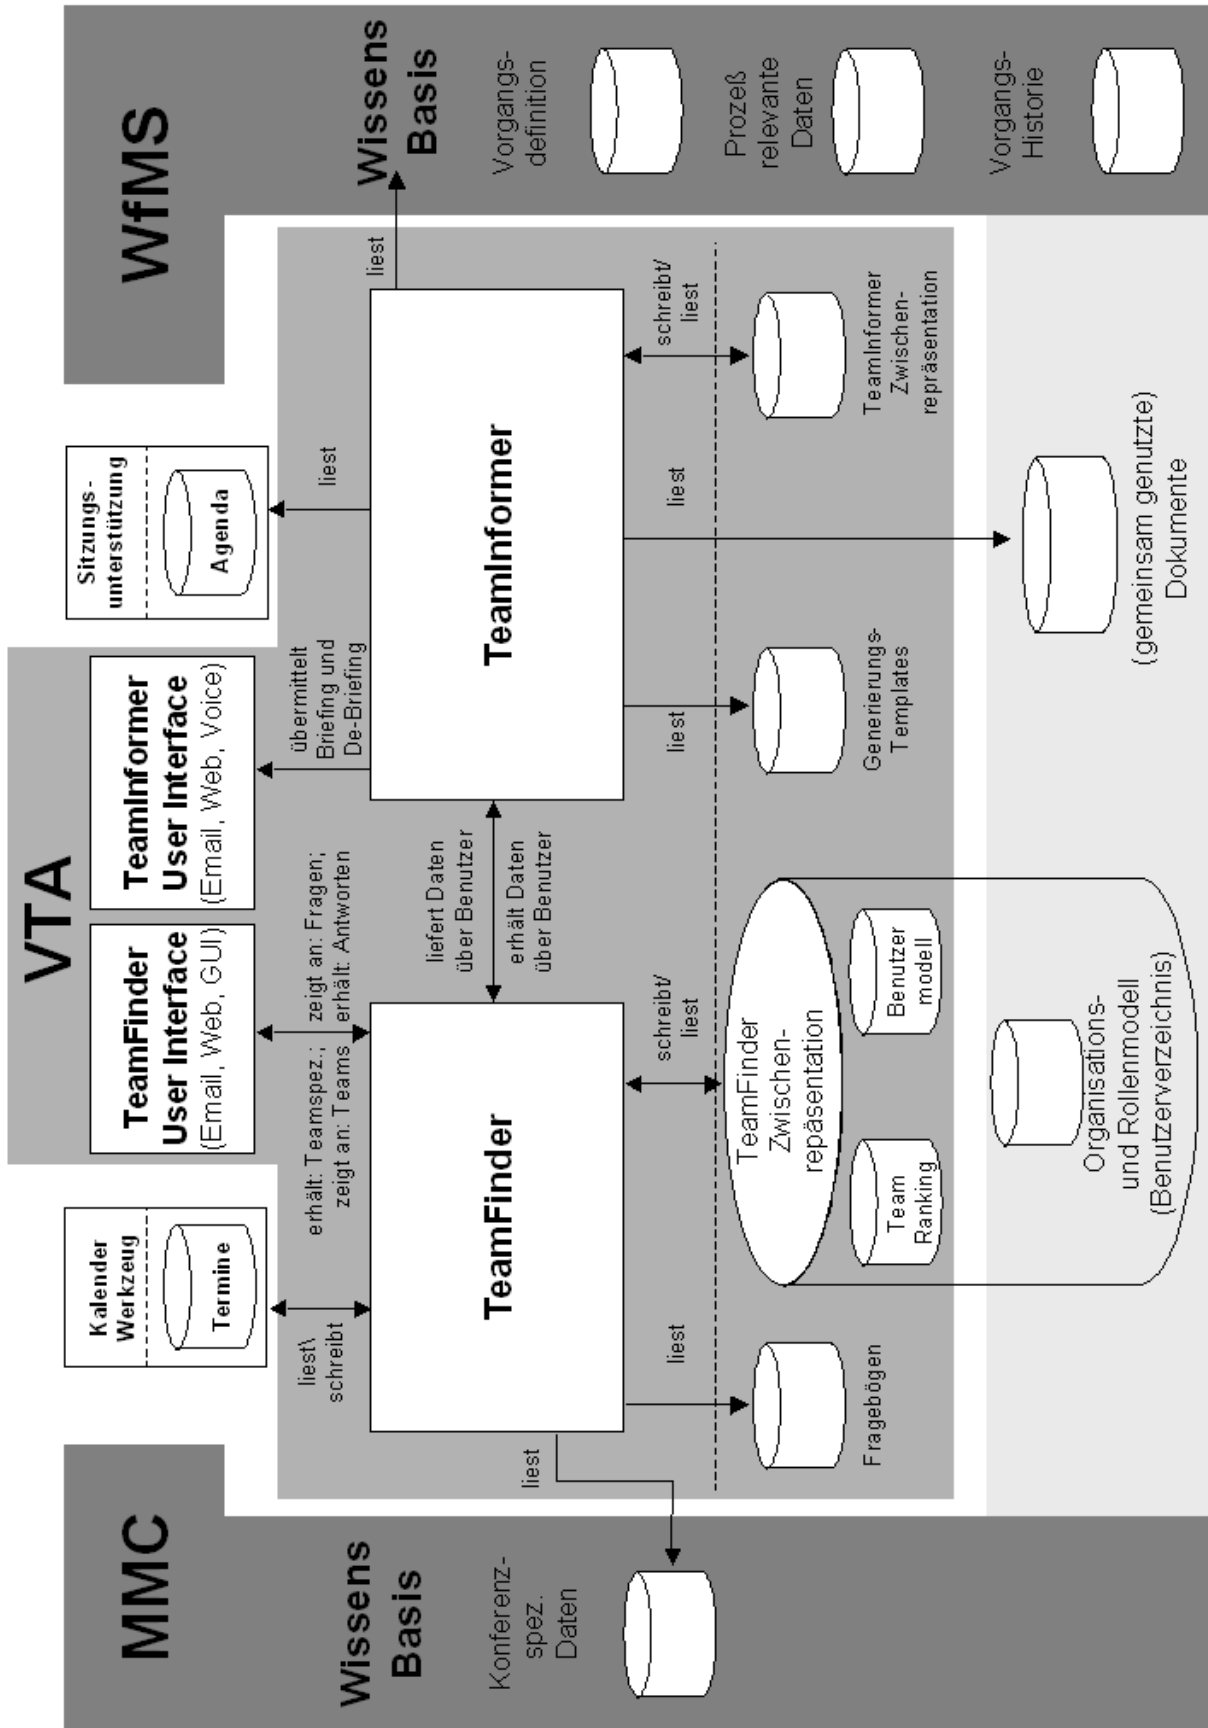 MMC
VTA
WfMS
Kalender
Werkzeug
Termine
TeamFinder
User Interface
(Email, Web, GUI)
TeamInformer
User Interface
(Email, Web, Voice)
Sitzungs-
unterstützung
Agenda
Wissens
Basis
Konferenz-
spez.
Daten
liest
liest\
schreibt
erhält: Teamspez.;
zeigt an: Teams
zeigt an: Fragen;
erhält: Antworten
übermittelt
Briefing und
De-Briefing
liest
liest
TeamFinder
liefert Daten
über Benutzer
erhält Daten
über Benutzer
TeamInformer
Wissens
Basis
Vorgangs-
definition
Prozeß
relevante
Daten
Vorgangs-
Historie
liest
schreibt/
liest
liest
liest
schreibt/
liest
Fragebögen
TeamFinder
Zwischen-
repäsentation
Team
Ranking
Benutzer
modell
Generierungs-
Templates
TeamInformer
Zwischen-
repräsentation
Organisations-
und Rollenmodell
(Benutzerverzeichnis)
(gemeinsam genutzte)
Dokumente